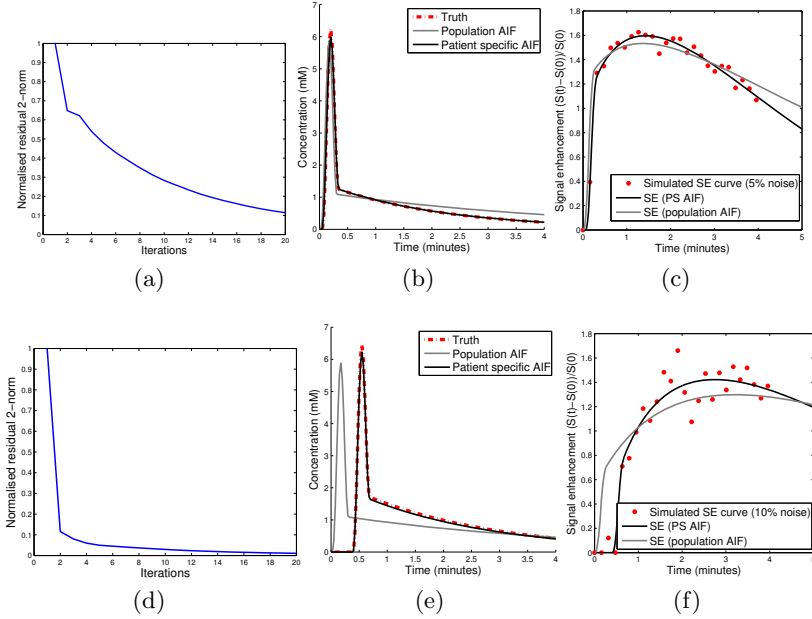 1
0.9
0.8
0.7
0.6
0.5
0.4
0.3
0.2
0.1
0
0 2 4 6 8 10 12 14 16 18 20
Normalised residual 2−norm
Iterations
(a)
7
6
5
4
3
2
1
0
0 0.5 1 1.5 2 2.5 3 3.5 4
Concentration (mM)
Time (minutes)
Truth
Population AIF
Patient specific AIF
(b)
1.8
1.6
1.4
1.2
1
0.8
0.6
0.4
0.2
0
0 1 2 3 4 5
Signal enhancement (S(t)−S(0))/S(0)
Time (minutes)
Simulated SE curve (5% noise)
SE (PS AIF)
SE (population AIF)
(c)
1
0.9
0.8
0.7
0.6
0.5
0.4
0.3
0.2
0.1
0
0 2 4 6 8 10 12 14 16 18 20
Normalised residual 2−norm
Iterations
(d)
7
6
5
4
3
2
1
0
0 0.5 1 1.5 2 2.5 3 3.5 4
Concentration (mM)
Time (minutes)
Truth
Population AIF
Patient specific AIF
(e)
1.8
1.6
1.4
1.2
1
0.8
0.6
0.4
0.2
0
0 1 2 3 4 5
Signal enhancement (S(t)−S(0))/S(0)
Time (minutes)
Simulated SE curve (10% noise)
SE (PS AIF)
SE (population AIF)
(f)